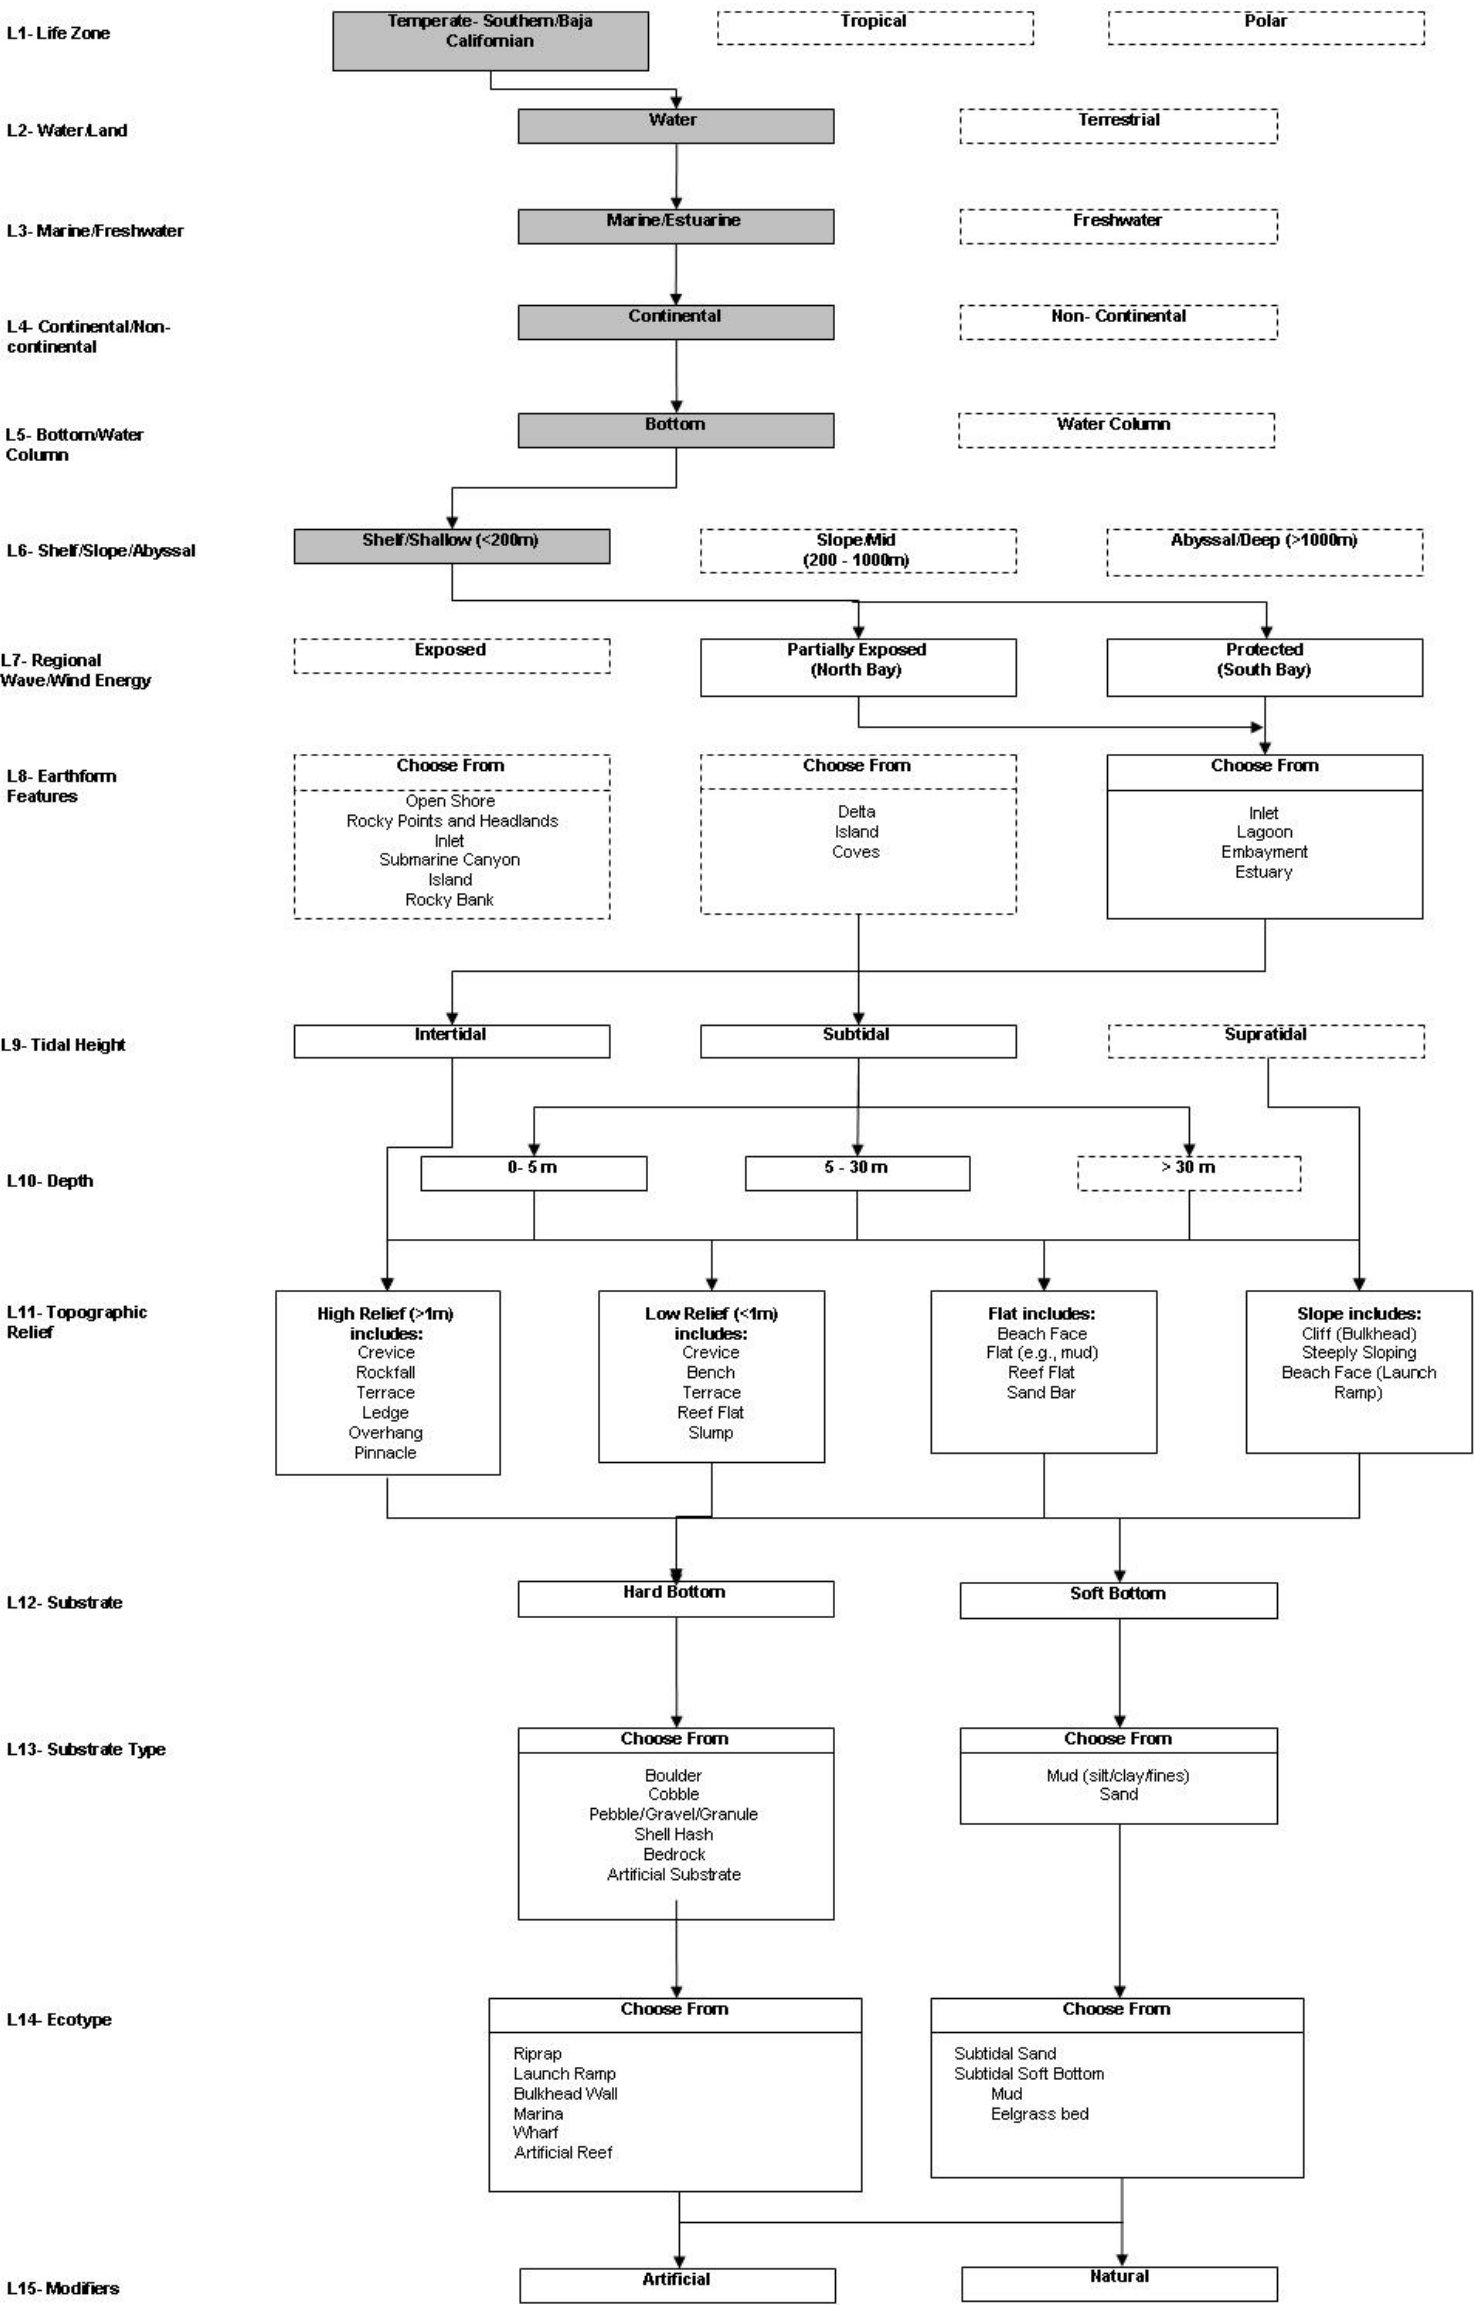 L1- Life Zone
Temperate- Southern/Baja
Californian
Tropical
Polar
L2- Water/Land
Water
Terrestrial
L3- Marine/Freshwater
Marine/Estuarine
Freshwater
L4- Continental/Non-
continental
Continental
Non- Continental
L5- Bottom/Water
Column
Bottom
Water Column
L6- Shelf/Slope/Abyssal
Shelf/Shallow (<200m)
Slope/Mid
(200 - 1000m)
Abyssal/Deep (>1000m)
L7- Regional
Wave/Wind Energy
Exposed
Partially Exposed
(North Bay)
Protected
(South Bay)
L8- Earthform
Features
Choose From
Open Shore
Rocky Points and Headlands
Inlet
Submarine Canyon
Island
Rocky Bank
Choose From
Delta
Island
Coves
Choose From
Inlet
Lagoon
Embayment
Estuary
L9- Tidal Height
Intertidal
Subtidal
Supratidal
L10- Depth
0- 5 m
5 - 30 m
> 30 m
L11- Topographic
Relief
High Relief (>1m)
includes:
Crevice
Rockfall
Terrace
Ledge
Overhang
Pinnacle
Low Relief (<1m)
includes:
Crevice
Bench
Terrace
Reef Flat
Slump
Flat includes:
Beach Face
Flat (e.g., mud)
Reef Flat
Sand Bar
Slope includes:
Cliff (Bulkhead)
Steeply Sloping
Beach Face (Launch
Ramp)
L12- Substrate
Hard Bottom
Soft Bottom
L13- Substrate Type
Choose From
Boulder
Cobble
Pebble/Gravel/Granule
Shell Hash
Bedrock
Artificial Substrate
Choose From
Mud (silt/clay/fines)
Sand
L14- Ecotype
Choose From
Riprap
Launch Ramp
Bulkhead Wall
Marina
Wharf
Artificial Reef
Choose From
Subtidal Sand
Subtidal Soft Bottom
Mud
Eelgrass bed
L15- Modifiers
Artificial
Natural